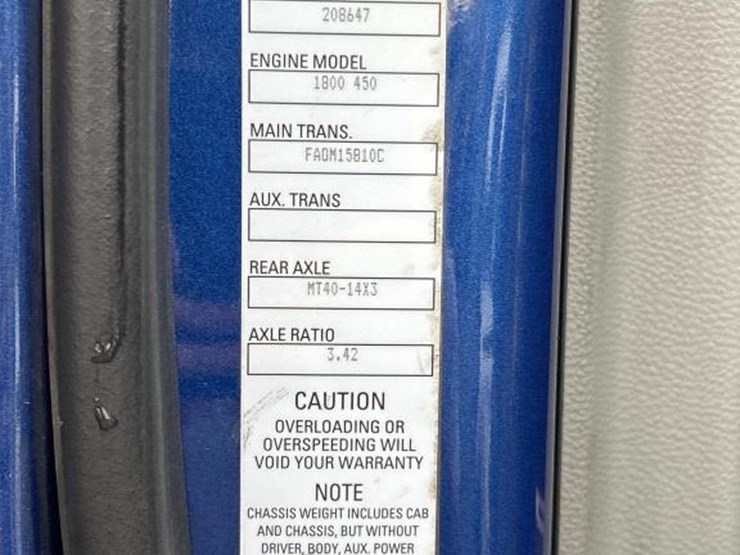 208647
ENGINE MODEL
1800 450
MAIN TRANS.
FAOM15810C
AUX. TRANS
REAR AXLE
MT40-14X3
AXLE RATIO
3.42
CAUTION
OVERLOADING OR
OVERSPEEDING WILL
VOID YOUR WARRANTY
NOTE
CHASSIS WEIGHT INCLUDES CAB
AND CHASSIS, BUT WITHOUT
DRIVER, BODY, AUX. POWER